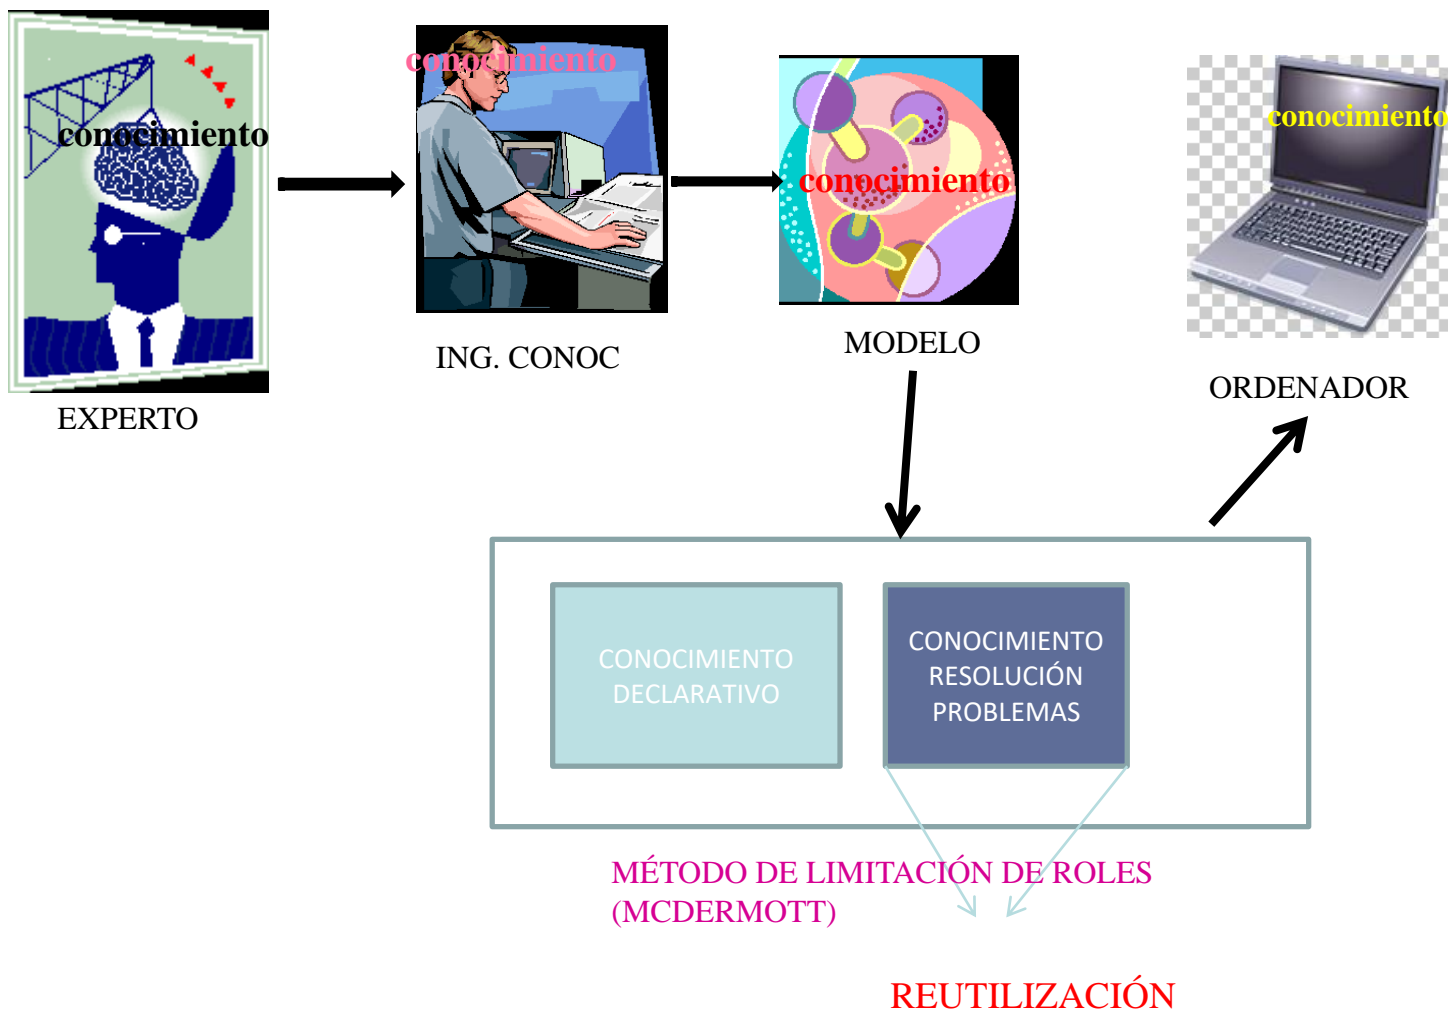 conocimiento
conocimiento
conocimiento
conocimiento
EXPERTO
ING. CONOC
MODELO
ORDENADOR
CONOCIMIENTO
DECLARATIVO
CONOCIMIENTO
RESOLUCIÓN
PROBLEMAS
MÉTODO DE LIMITACIÓN DE ROLES
(MCDERMOTT)
REUTILIZACIÓN